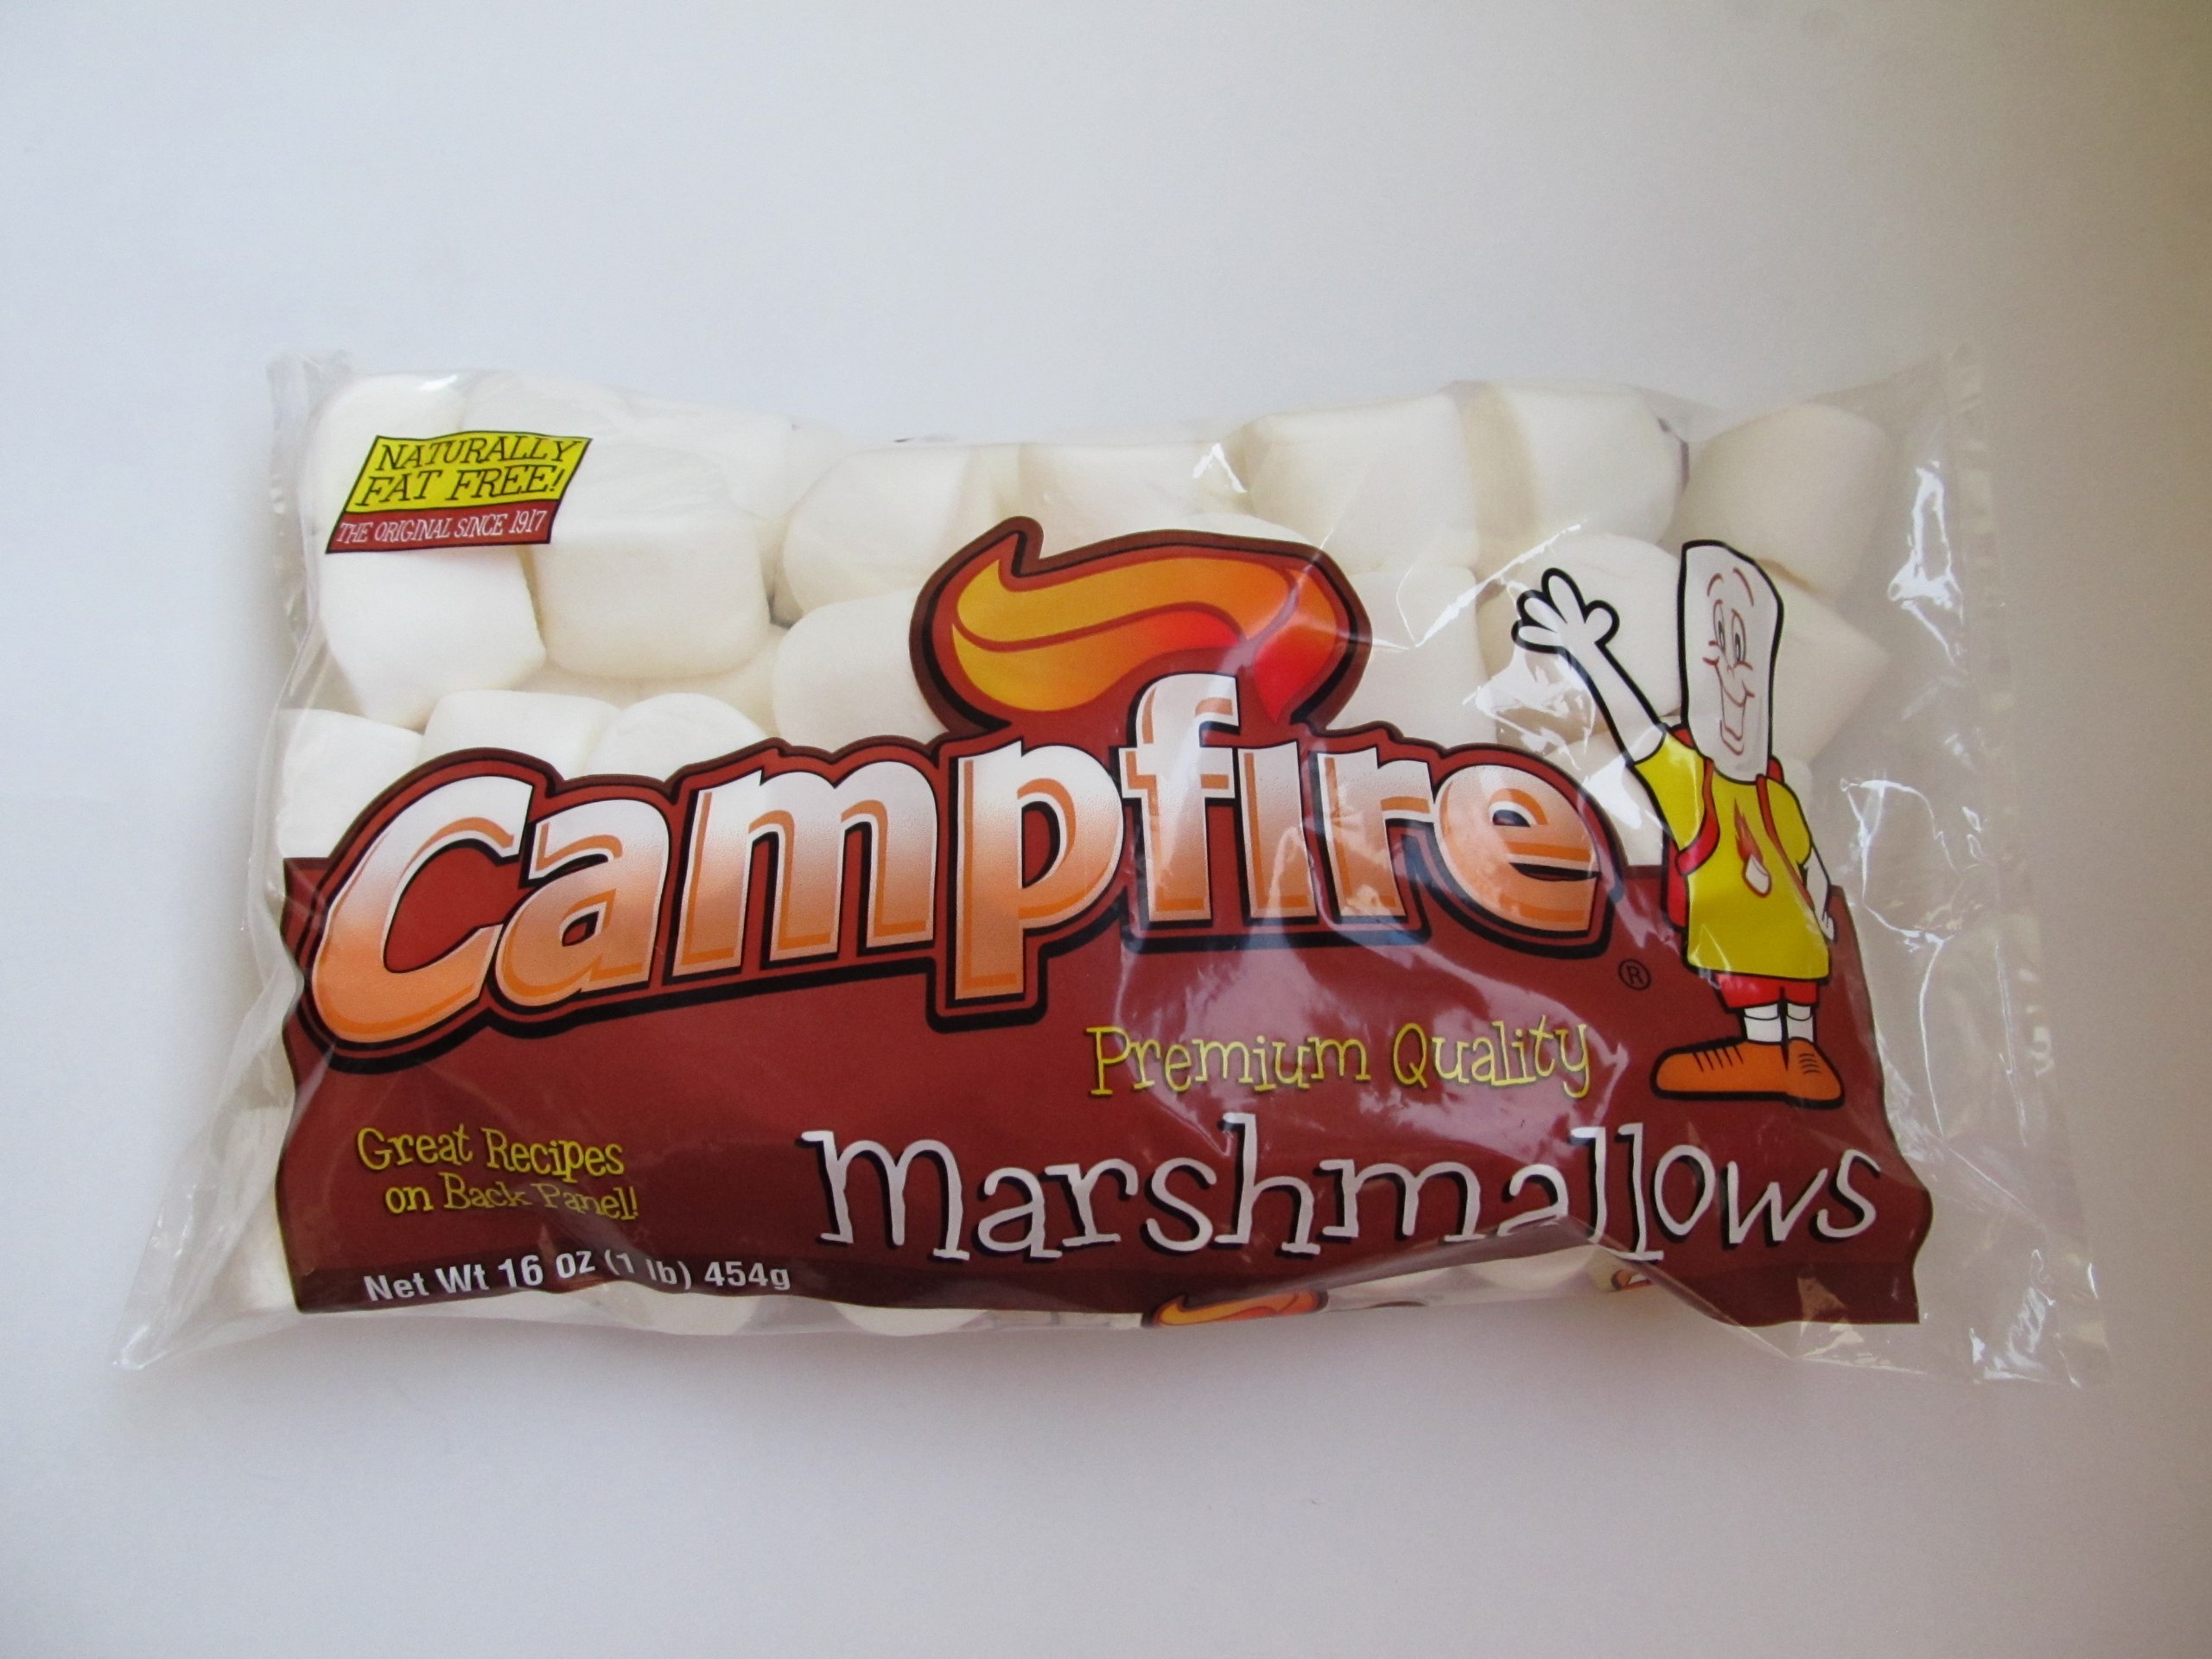 NATURALLY
FAT FREE!
THE ORIGINAL SINCE 1917
Campfire®
Premium Quality
Marshmallows
Great Recipes
on Back Panel!
Net Wt 16 oz (1 lb) 454g